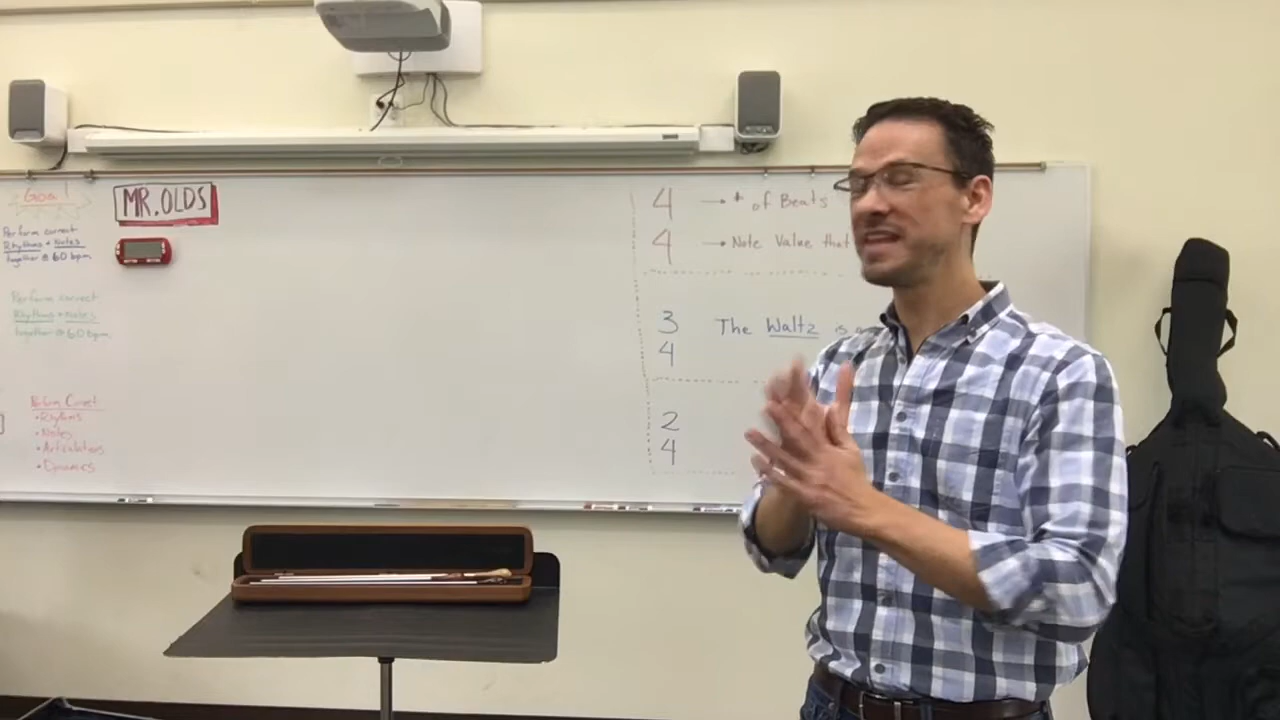 Goal
MR. OLDS
Perform correct
Rhythms + Notes
together @ 60 bpm
Perform correct
Rhythms + Notes
together @ 60 bpm
Perform Correct
• Rhythms
• Notes
• Articulations
• Dynamics
4 → # of Beats
4 → Note Value that
3
4
The Waltz is
2
4